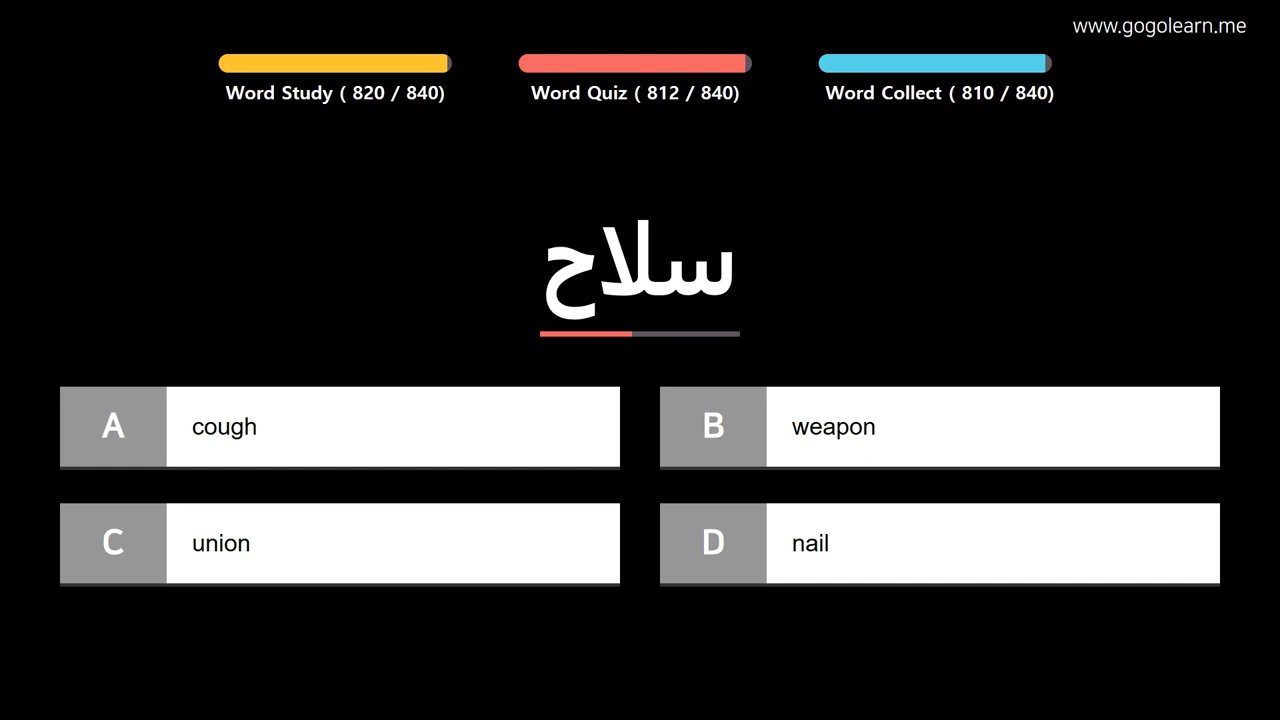 www.gogolearn.me
Word Study ( 820 / 840)
Word Quiz ( 812 / 840)
Word Collect ( 810 / 840)
سلاح
A
cough
B
weapon
C
union
D
nail